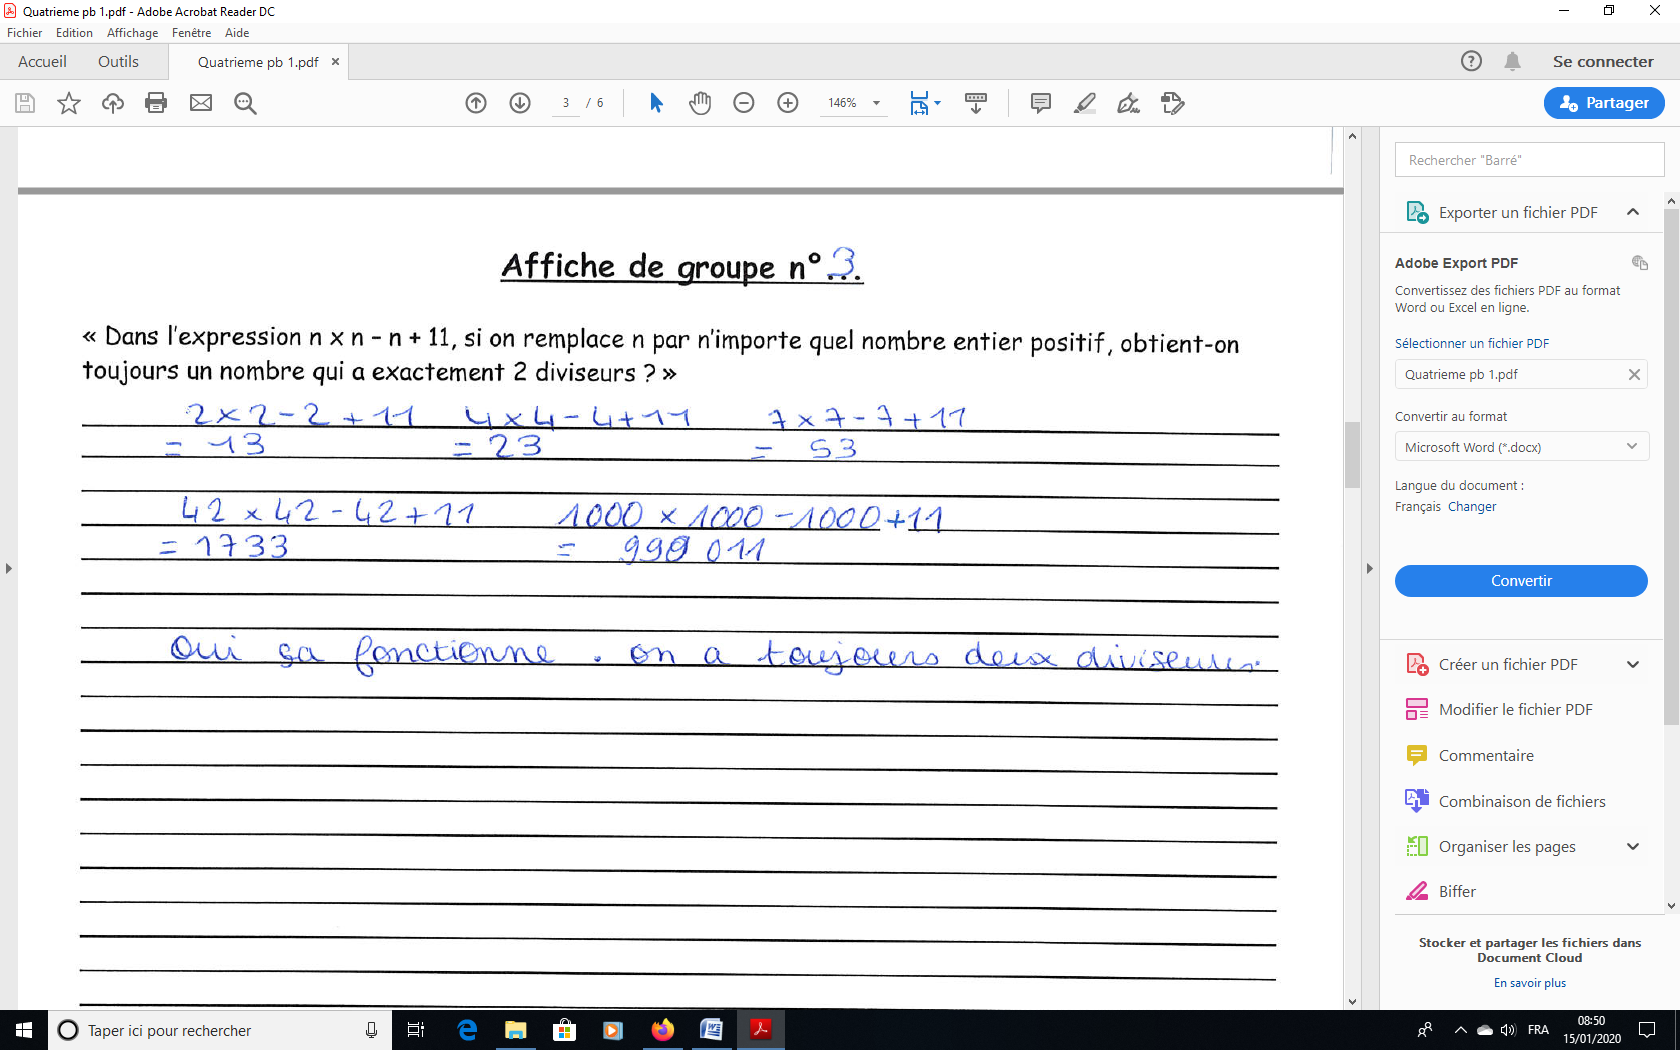 Quatrieme pb 1.pdf - Adobe Acrobat Reader DC
Fichier Edition Affichage Fenêtre Aide
Accueil Outils Quatrieme pb 1.pdf × Se connecter
3 / 6 146% Partager
Rechercher "Barré"
Exporter un fichier PDF
Adobe Export PDF
Convertissez des fichiers PDF au format
Word ou Excel en ligne.
Sélectionner un fichier PDF
Quatrieme pb 1.pdf
Convertir au format
Microsoft Word (*.docx)
Langue du document :
Français Changer
Convertir
Créer un fichier PDF
Modifier le fichier PDF
Commentaire
Combinaison de fichiers
Organiser les pages
Biffer
Stocker et partager les fichiers dans
Document Cloud
En savoir plus
Affiche de groupe n° 3
« Dans l'expression n x n – n + 11, si on remplace n par n'importe quel nombre entier positif, obtient-on
toujours un nombre qui a exactement 2 diviseurs ? »
2 x 2 - 2 + 11 4 x 4 - 4 + 11 7 x 7 - 7 + 11
= 13 = 23 = 53
42 x 42 - 42 + 11 1000 x 1000 - 1000 + 11
= 1733 = 999 011
Oui sa fonctionne . on a toujours deux diviseurs.
Taper ici pour rechercher
FRA
08:50
15/01/2020